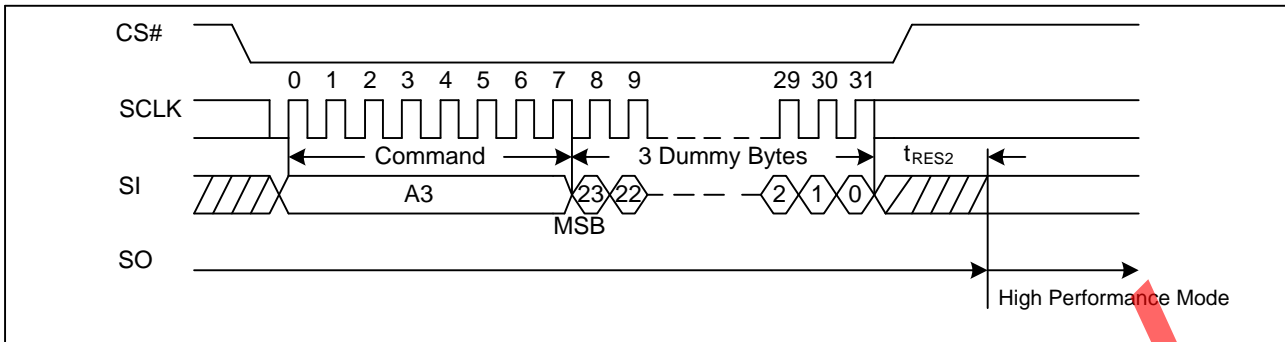 CS#
0 1 2 3 4 5 6 7 8 9 29 30 31
SCLK
Command 3 Dummy Bytes tRES2
SI A3 23 22 2 1 0
MSB
SO
High Performance Mode